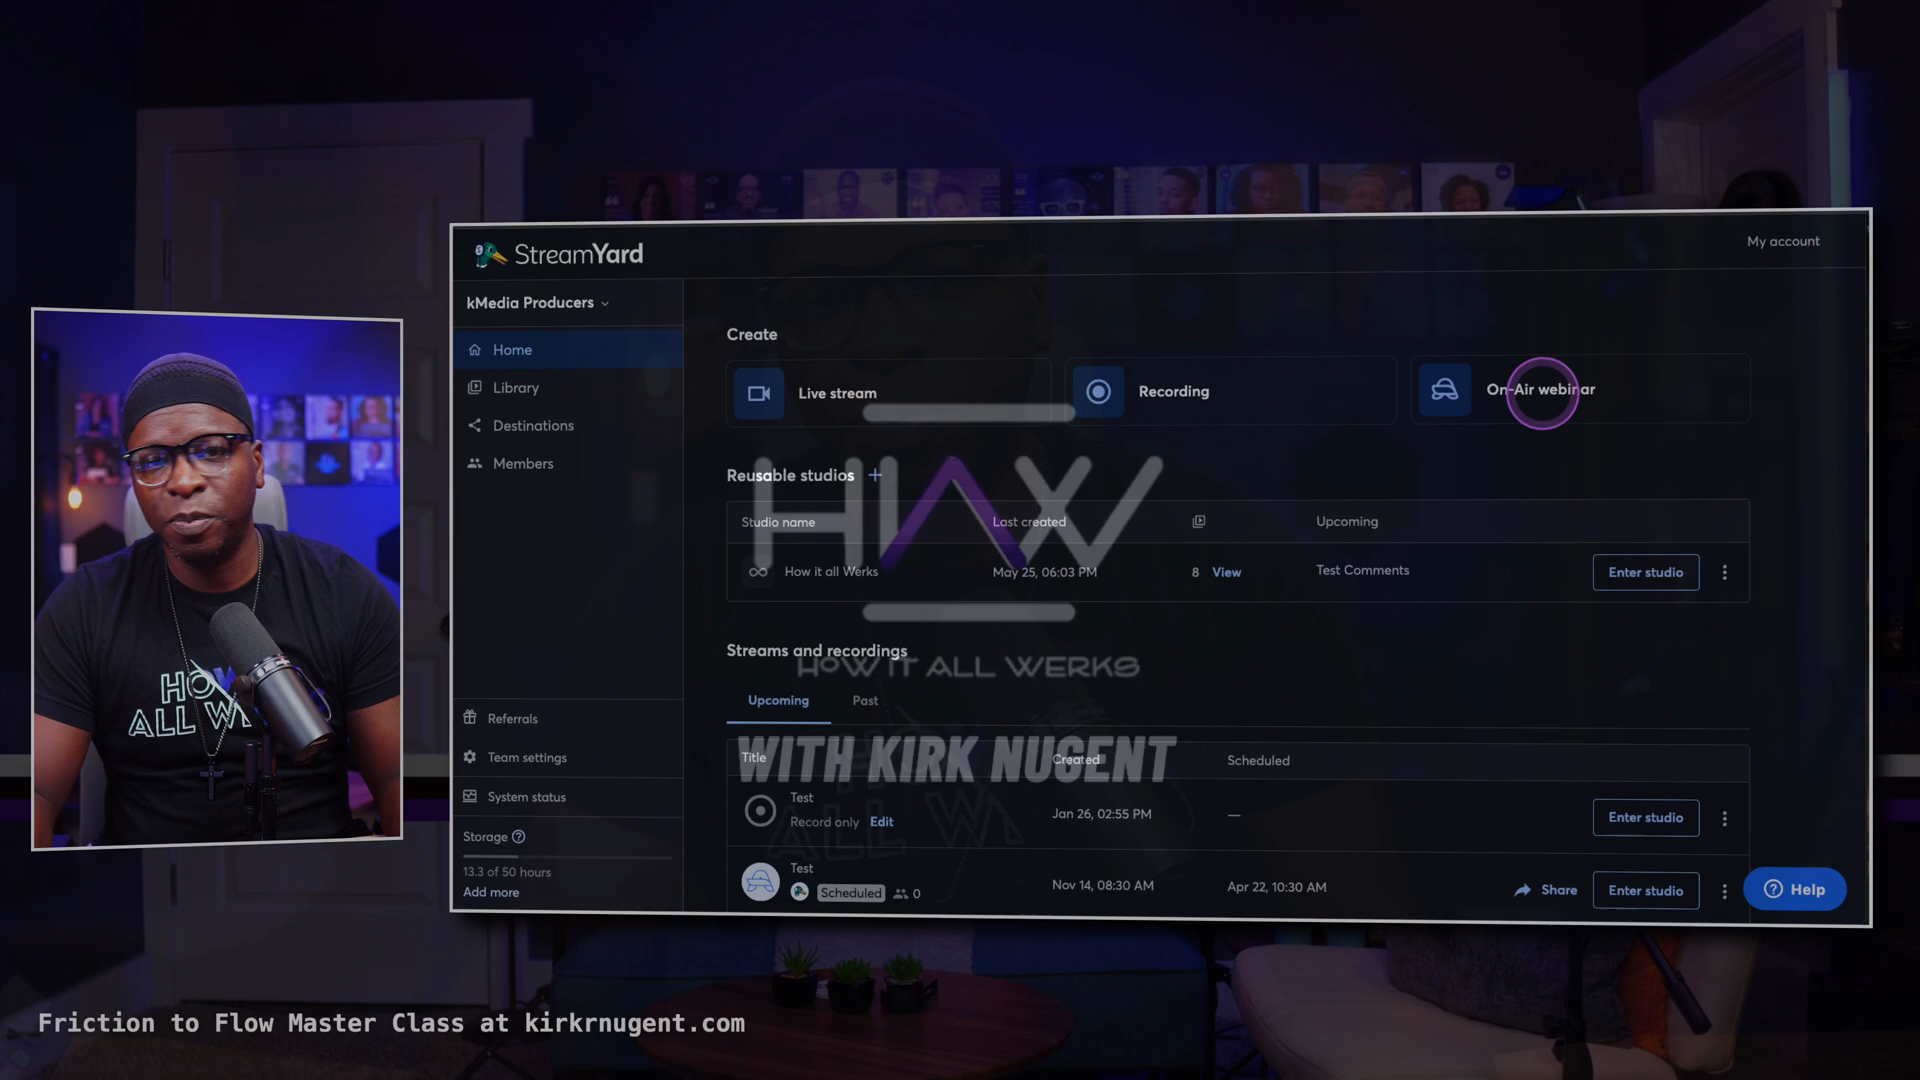 StreamYard
My account
kMedia Producers
Home
Library
Destinations
Members
Referrals
Team settings
System status
Storage
13.3 of 50 hours
Add more
Create
Live stream
Recording
On-Air webinar
Reusable studios +
Studio name
Last created
Upcoming
How it all Werks
May 25, 06:03 PM
8 View
Test Comments
Enter studio
HIAW
HOW IT ALL WERKS
WITH KIRK NUGENT
Streams and recordings
Upcoming
Past
Title
Created
Scheduled
Test
Record only Edit
Jan 26, 02:55 PM
—
Enter studio
Test
Scheduled
0
Nov 14, 08:30 AM
Apr 22, 10:30 AM
Share
Enter studio
Help
HOW
ALL W
ALL W
Friction to Flow Master Class at kirkrnugent.com